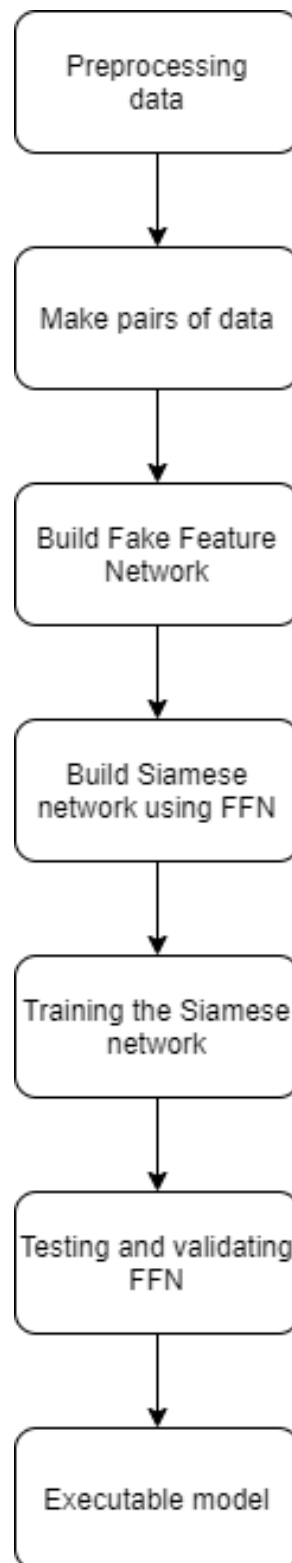 Preprocessing
data
Make pairs of data
Build Fake Feature
Network
Build Siamese
network using FFN
Training the Siamese
network
Testing and validating
FFN
Executable model